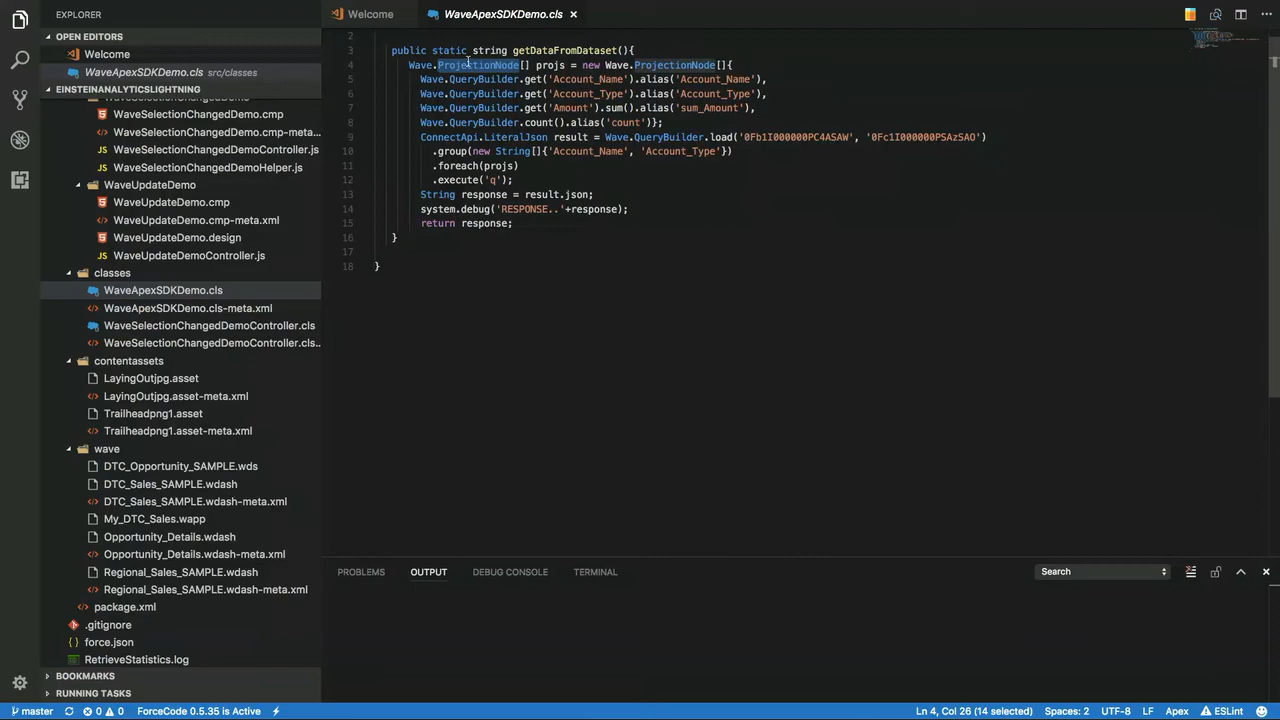 EXPLORER
OPEN EDITORS
Welcome
WaveApexSDKDemo.cls src/classes
EINSTEINANALYTICSLIGHTNING
WaveSelectionChangedDemo
WaveSelectionChangedDemo.cmp
WaveSelectionChangedDemo.cmp-meta...
WaveSelectionChangedDemoController.js
WaveSelectionChangedDemoHelper.js
WaveUpdateDemo
WaveUpdateDemo.cmp
WaveUpdateDemo.cmp-meta.xml
WaveUpdateDemo.design
JS WaveUpdateDemoController.js
classes
WaveApexSDKDemo.cls
WaveApexSDKDemo.cls-meta.xml
WaveSelectionChangedDemoController.cls
WaveSelectionChangedDemoController.cls...
contentassets
LayingOutjpg.asset
LayingOutjpg.asset-meta.xml
Trailheadpng1.asset
Trailheadpng1.asset-meta.xml
wave
DTC_Opportunity_SAMPLE.wds
DTC_Sales_SAMPLE.wdash
DTC_Sales_SAMPLE.wdash-meta.xml
My_DTC_Sales.wapp
Opportunity_Details.wdash
Opportunity_Details.wdash-meta.xml
Regional_Sales_SAMPLE.wdash
Regional_Sales_SAMPLE.wdash-meta.xml
package.xml
.gitignore
{ } force.json
RetrieveStatistics.log
BOOKMARKS
RUNNING TASKS
Welcome WaveApexSDKDemo.cls ×
2
3 public static string getDataFromDataset(){
4 Wave.ProjectionNode[] projs = new Wave.ProjectionNode[]{
5 Wave.QueryBuilder.get('Account_Name').alias('Account_Name'),
6 Wave.QueryBuilder.get('Account_Type').alias('Account_Type'),
7 Wave.QueryBuilder.get('Amount').sum().alias('sum_Amount'),
8 Wave.QueryBuilder.count().alias('count')};
9 ConnectApi.LiteralJson result = Wave.QueryBuilder.load('0Fb1I000000PC4ASAW', '0Fc1I000000PSAzSAO')
10 .group(new String[]{'Account_Name', 'Account_Type'})
11 .foreach(projs)
12 .execute('q');
13 String response = result.json;
14 system.debug('RESPONSE..'+response);
15 return response;
16 }
17
18 }
PROBLEMS OUTPUT DEBUG CONSOLE TERMINAL Search
master 0 0 ForceCode 0.5.35 is Active Ln 4, Col 26 (14 selected) Spaces: 2 UTF-8 LF Apex ESLint